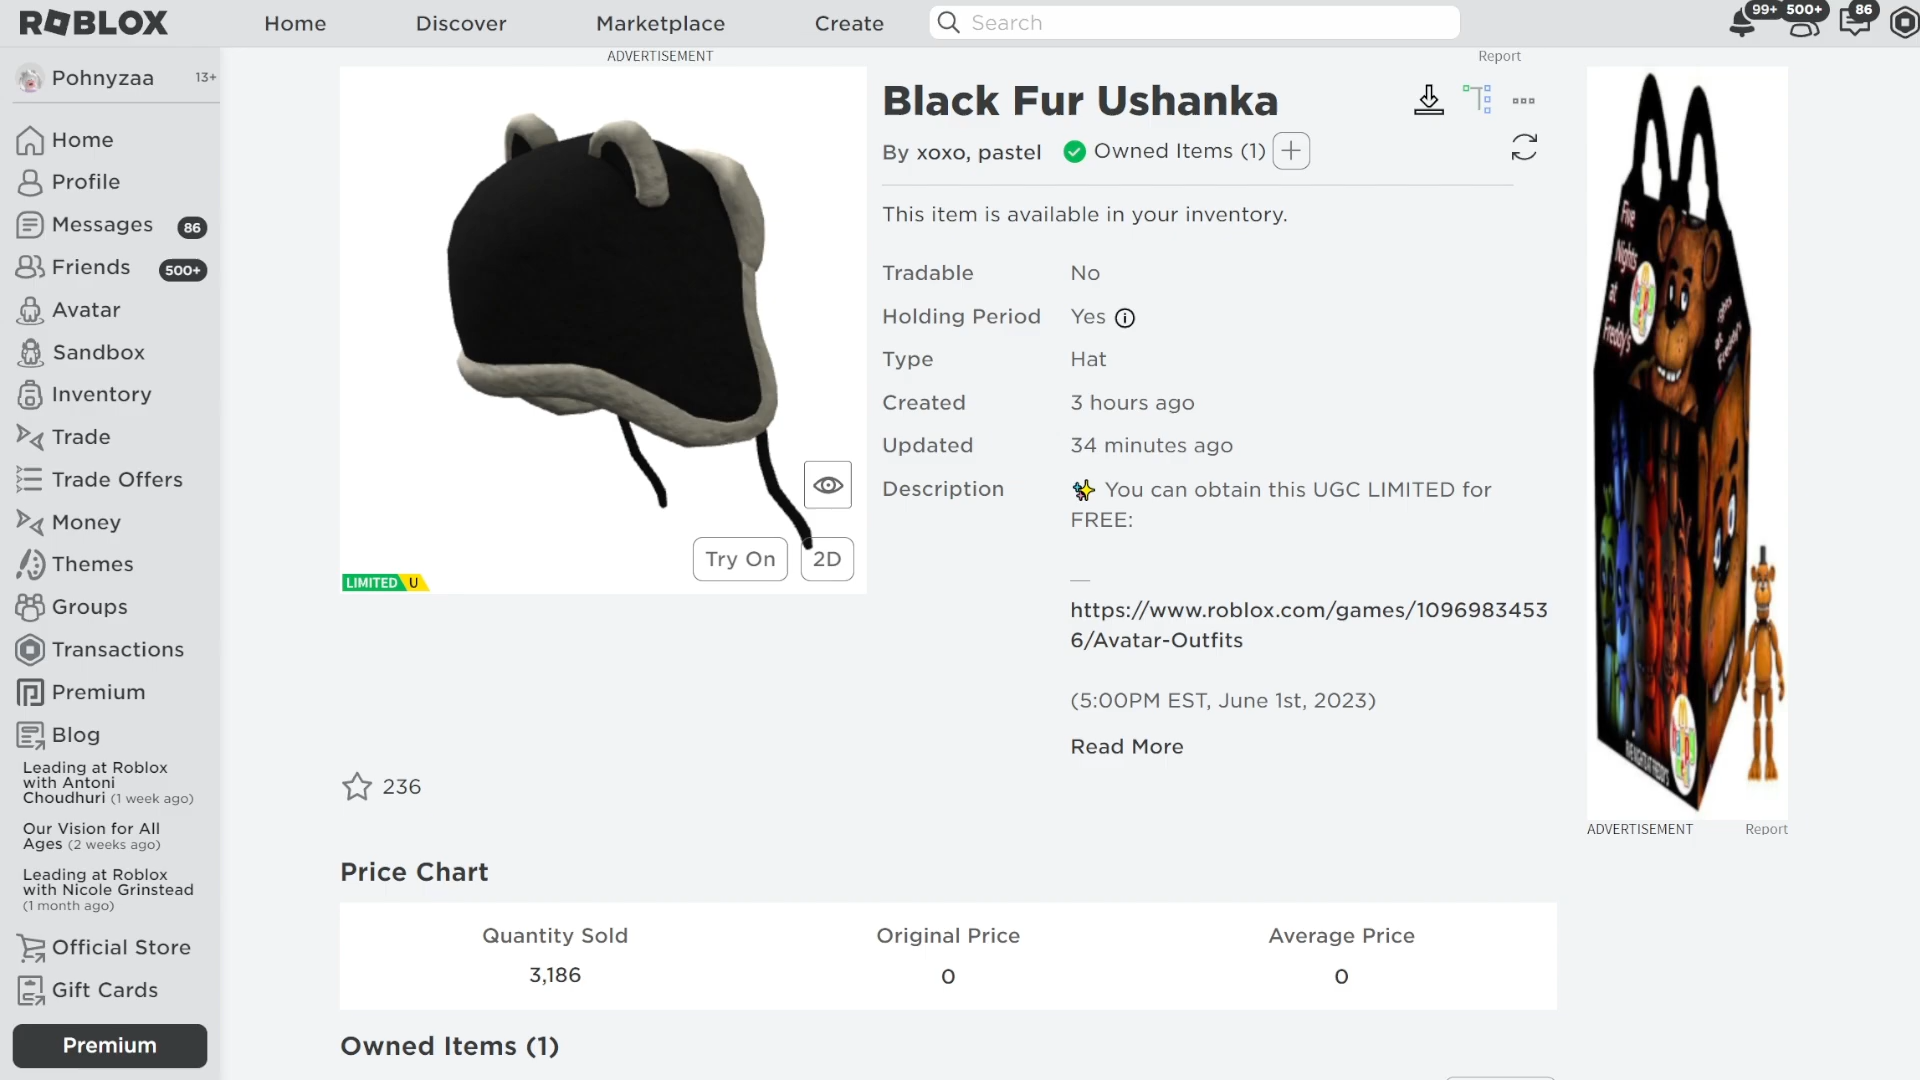 ROBLOX
Home
Discover
Marketplace
Create
Search
99+
500+
86
ADVERTISEMENT
Report
Pohnyzaa
13+
Home
Profile
Messages
86
Friends
500+
Avatar
Sandbox
Inventory
Trade
Trade Offers
Money
Themes
Groups
Transactions
Premium
Blog
Leading at Roblox
with Antoni
Choudhuri (1 week ago)
Our Vision for All
Ages (2 weeks ago)
Leading at Roblox
with Nicole Grinstead
(1 month ago)
Official Store
Gift Cards
Premium
Try On
2D
LIMITED U
236
Black Fur Ushanka
By xoxo, pastel
Owned Items (1)
This item is available in your inventory.
Tradable
No
Holding Period
Yes
Type
Hat
Created
3 hours ago
Updated
34 minutes ago
Description
✨ You can obtain this UGC LIMITED for
FREE:
__
https://www.roblox.com/games/1096983453
6/Avatar-Outfits
(5:00PM EST, June 1st, 2023)
Read More
Five
Nights
at
Freddy's
ADVERTISEMENT
Report
Price Chart
Quantity Sold
Original Price
Average Price
3,186
0
0
Owned Items (1)